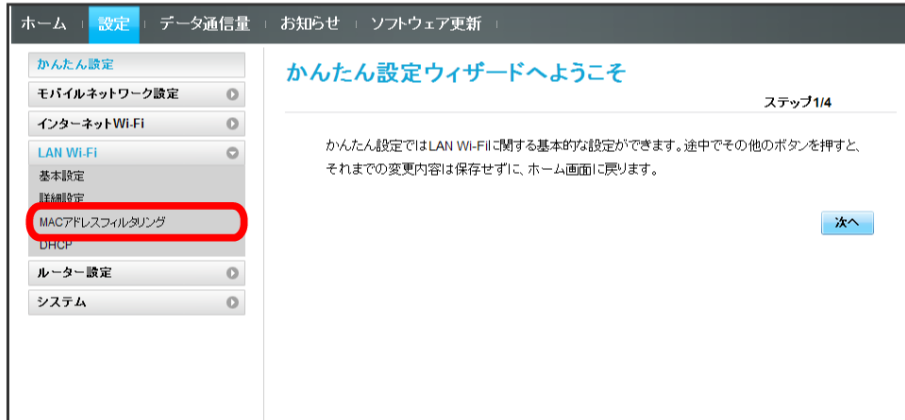 ホーム 設定 データ通信量 お知らせ ソフトウェア更新
かんたん設定
モバイルネットワーク設定
インターネットWi-Fi
LAN Wi-Fi
基本設定
詳細設定
MACアドレスフィルタリング
DHCP
ルーター設定
システム
かんたん設定ウィザードへようこそ
ステップ1/4
かんたん設定ではLAN Wi-Fiに関する基本的な設定ができます。途中でその他のボタンを押すと、
それまでの変更内容は保存せずに、ホーム画面に戻ります。
次へ